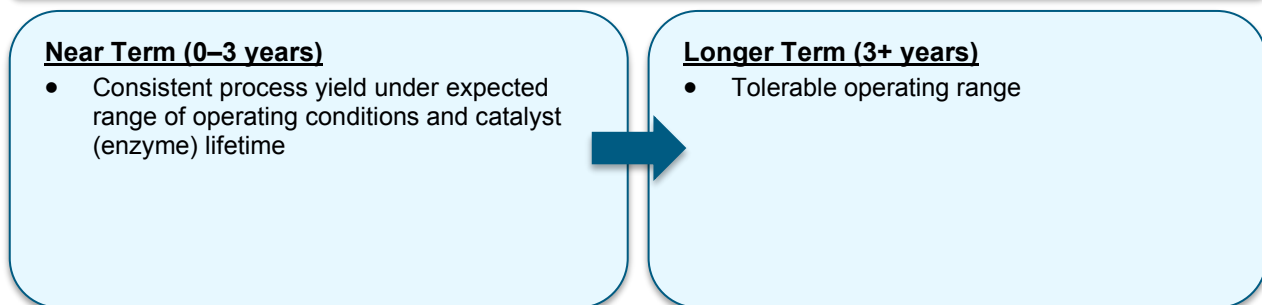 Near Term (0–3 years)
• Consistent process yield under expected
range of operating conditions and catalyst
(enzyme) lifetime
Longer Term (3+ years)
• Tolerable operating range